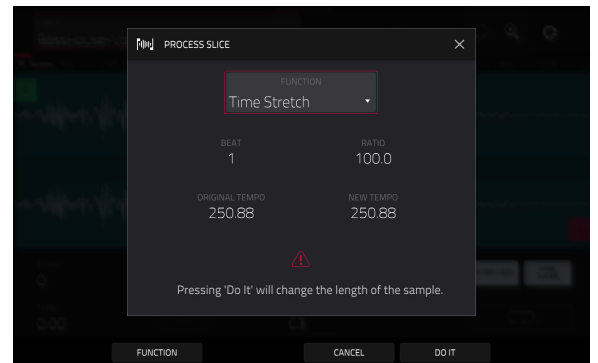 PROCESS SLICE
FUNCTION
Time Stretch
BEAT
1
RATIO
100.0
ORIGINAL TEMPO
250.88
NEW TEMPO
250.88
Pressing 'Do It' will change the length of the sample.
FUNCTION
CANCEL
DO IT